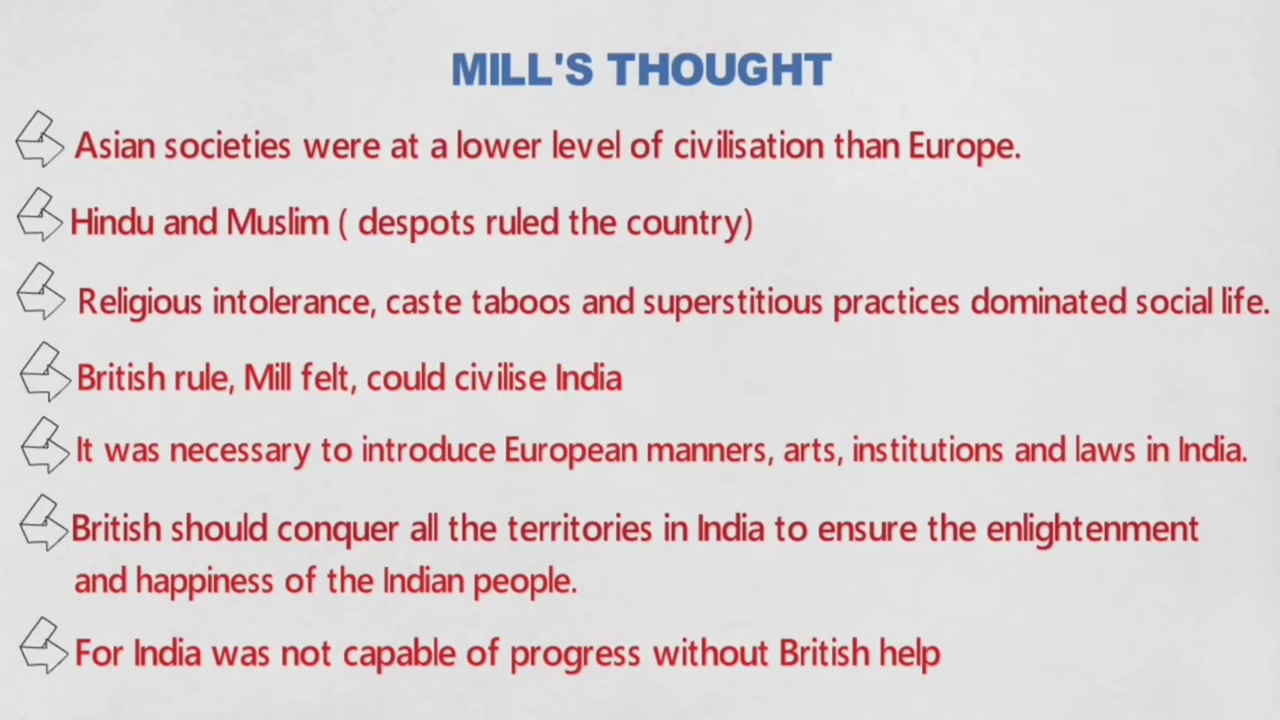 MILL'S THOUGHT
Asian societies were at a lower level of civilisation than Europe.
Hindu and Muslim ( despots ruled the country)
Religious intolerance, caste taboos and superstitious practices dominated social life.
British rule, Mill felt, could civilise India
It was necessary to introduce European manners, arts, institutions and laws in India.
British should conquer all the territories in India to ensure the enlightenment
and happiness of the Indian people.
For India was not capable of progress without British help